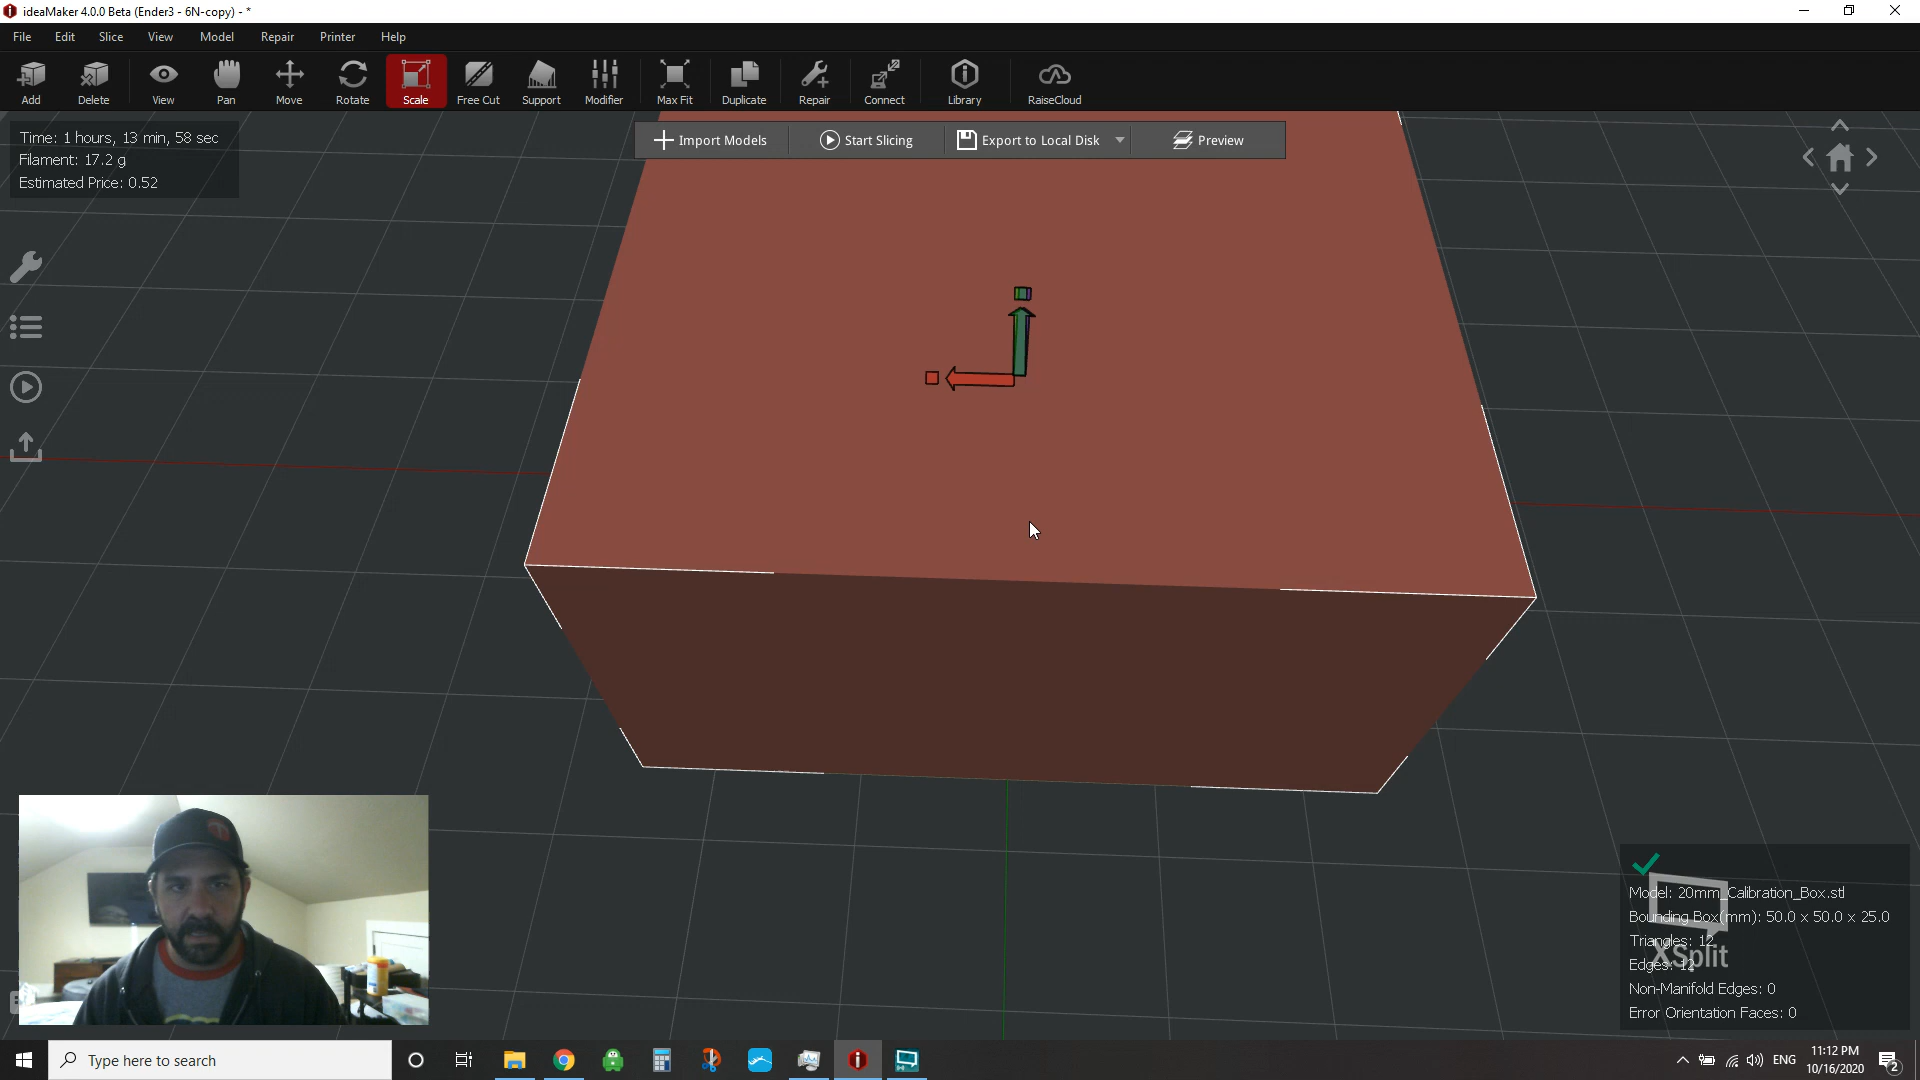 ideaMaker 4.0.0 Beta (Ender3 - 6N-copy) - *
File Edit Slice View Model Repair Printer Help
Add Delete View Pan Move Rotate Scale Free Cut Support Modifier Max Fit Duplicate Repair Connect Library RaiseCloud
Time: 1 hours, 13 min, 58 sec
Filament: 17.2 g
Estimated Price: 0.52
Import Models Start Slicing Export to Local Disk Preview
Model: 20mm_Calibration_Box.stl
Bounding Box(mm): 50.0 x 50.0 x 25.0
Triangles: 12
XSplit
Edges: 12
Non-Manifold Edges: 0
Error Orientation Faces: 0
Type here to search
ENG
11:12 PM
10/16/2020
2